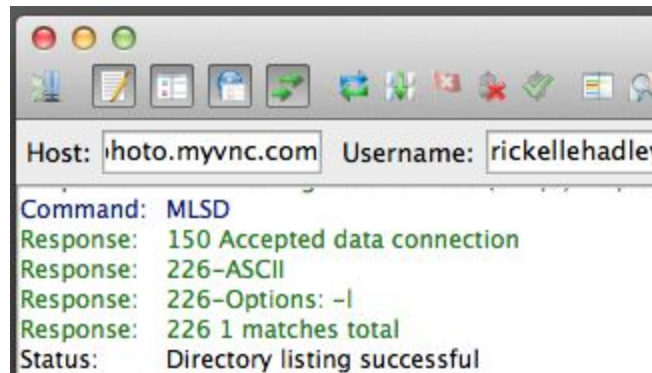 Host: hoto.myvnc.com Username: rickellehadley
Command: MLSD
Response: 150 Accepted data connection
Response: 226-ASCII
Response: 226-Options: -l
Response: 226 1 matches total
Status: Directory listing successful